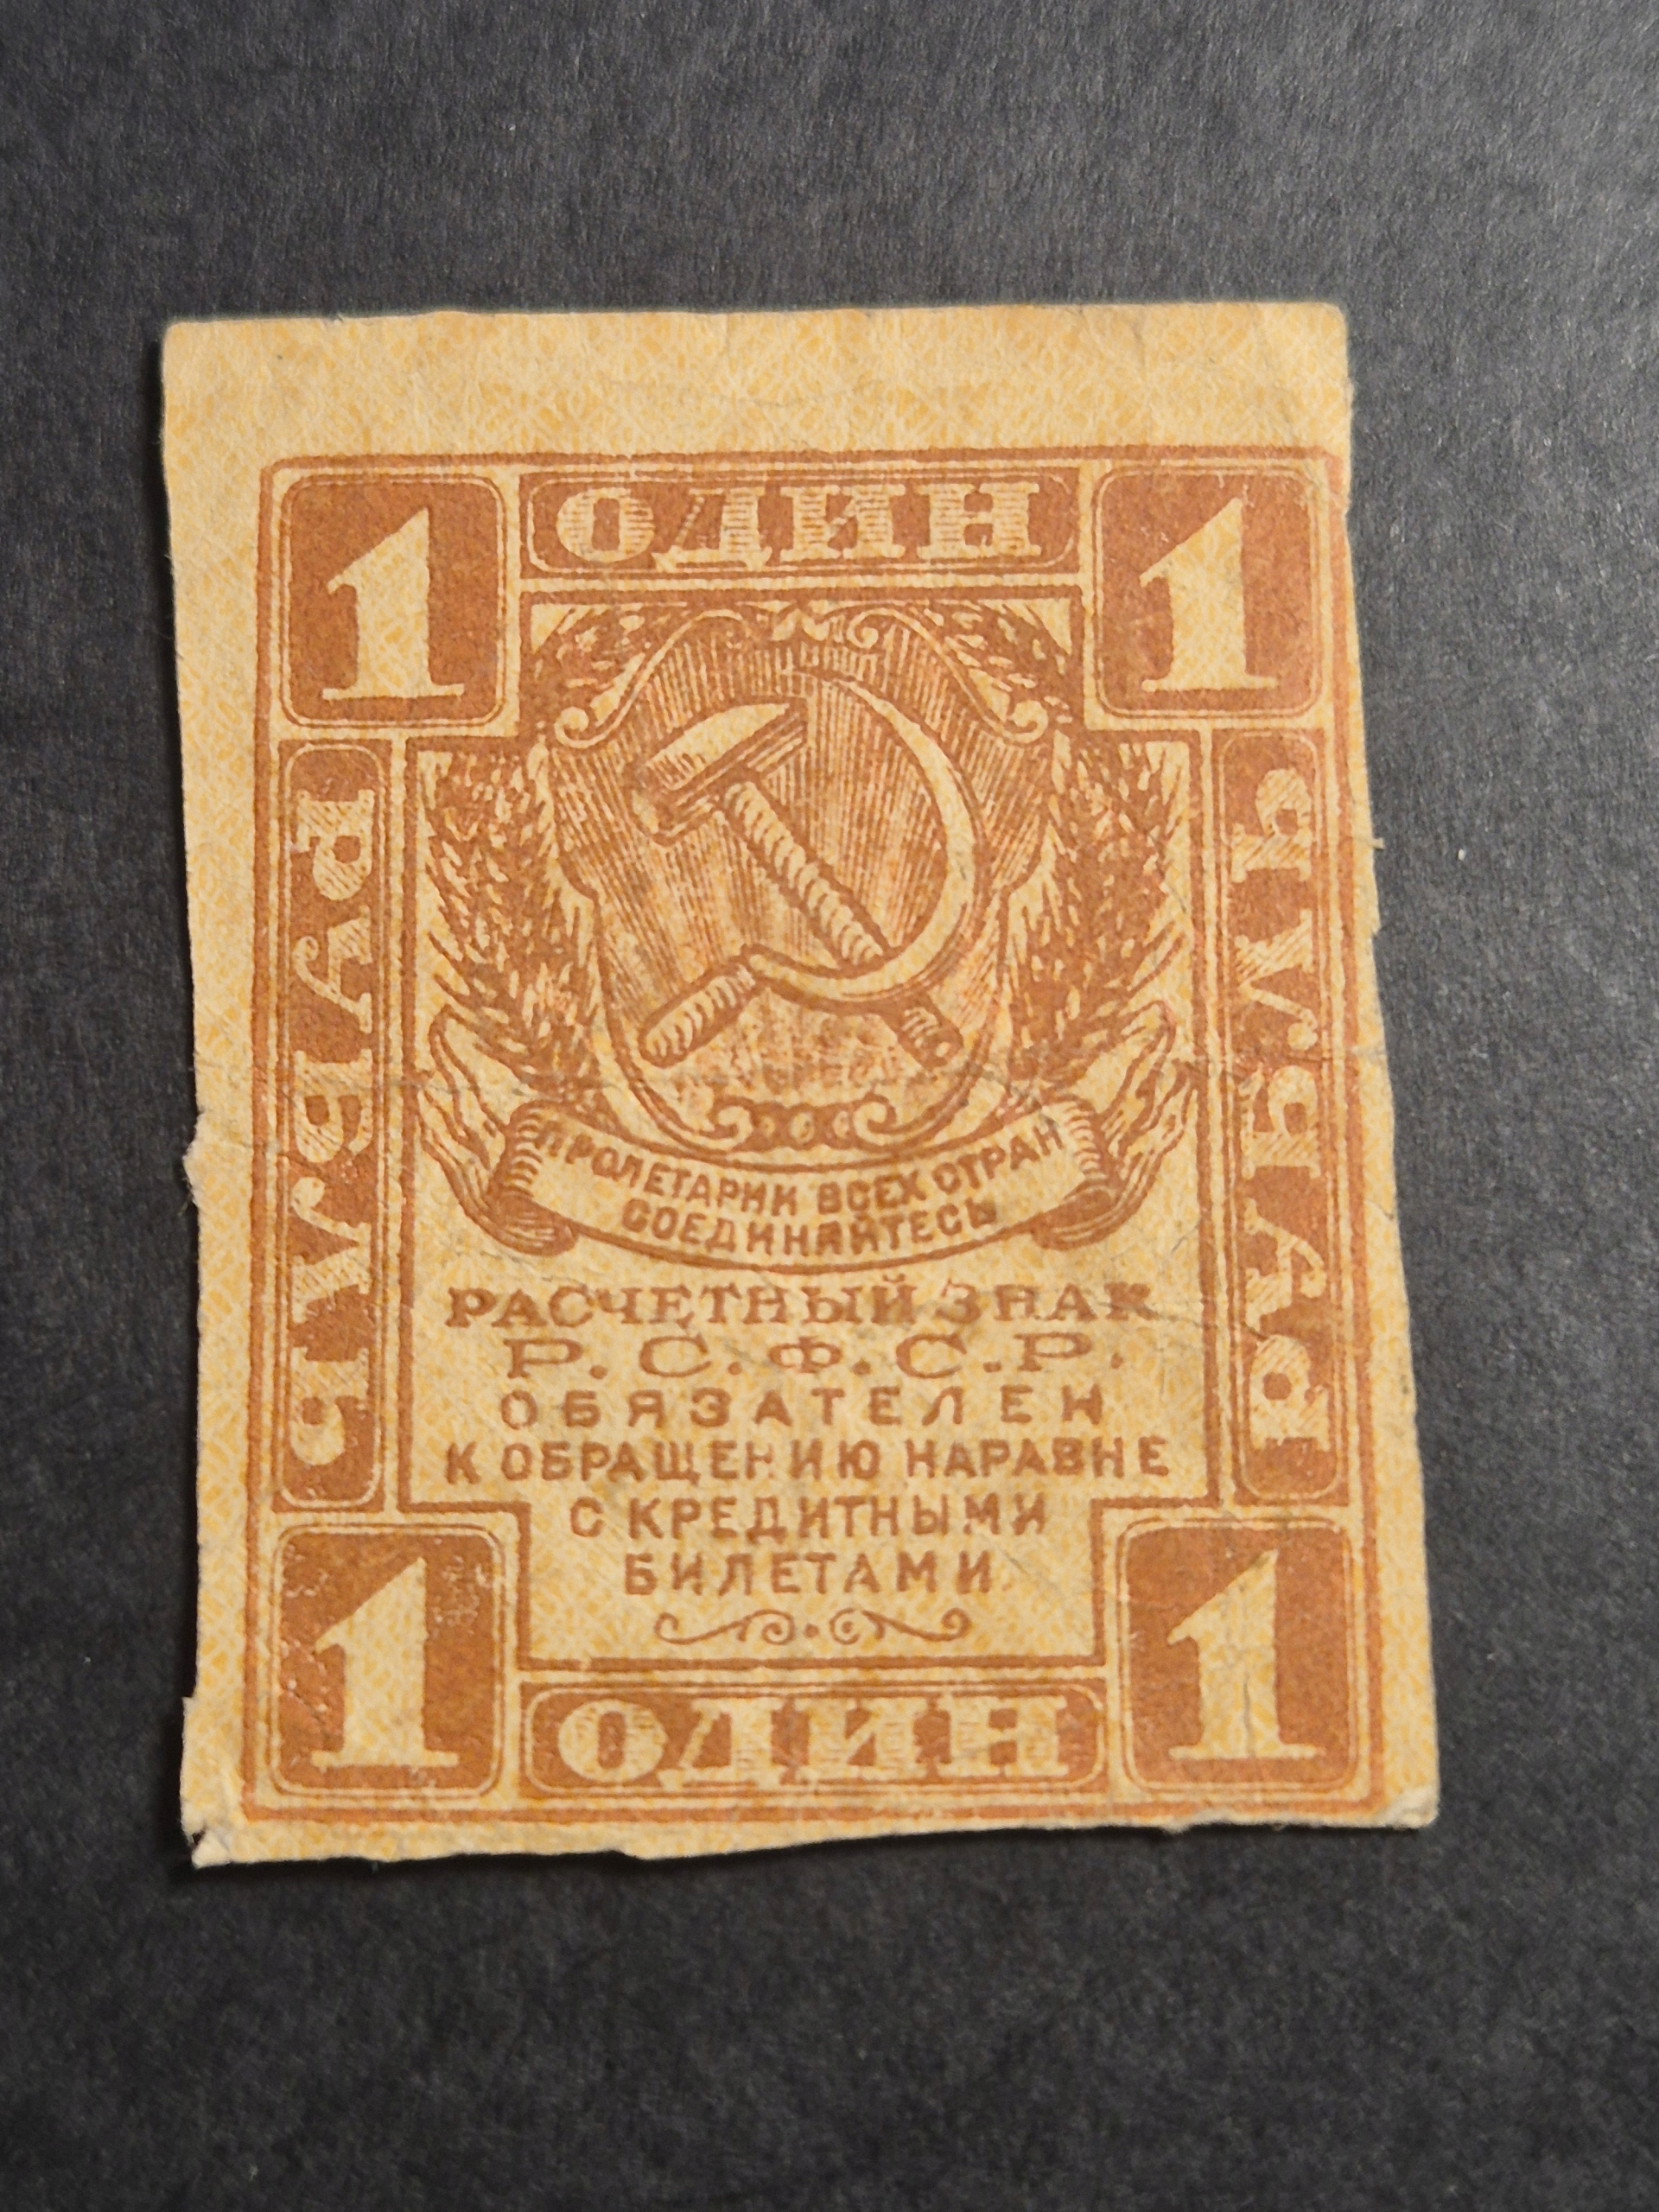 1 ОДИН 1
РУБЛЬ
РУБЛЬ
ПРОЛЕТАРИИ ВСЕХ СТРАН
СОЕДИНЯЙТЕСЬ
РАСЧЕТНЫЙ ЗНАК
Р.С.Ф.С.Р.
ОБЯЗАТЕЛЕН
К ОБРАЩЕНИЮ НАРАВНЕ
С КРЕДИТНЫМИ
БИЛЕТАМИ
1 ОДИН 1